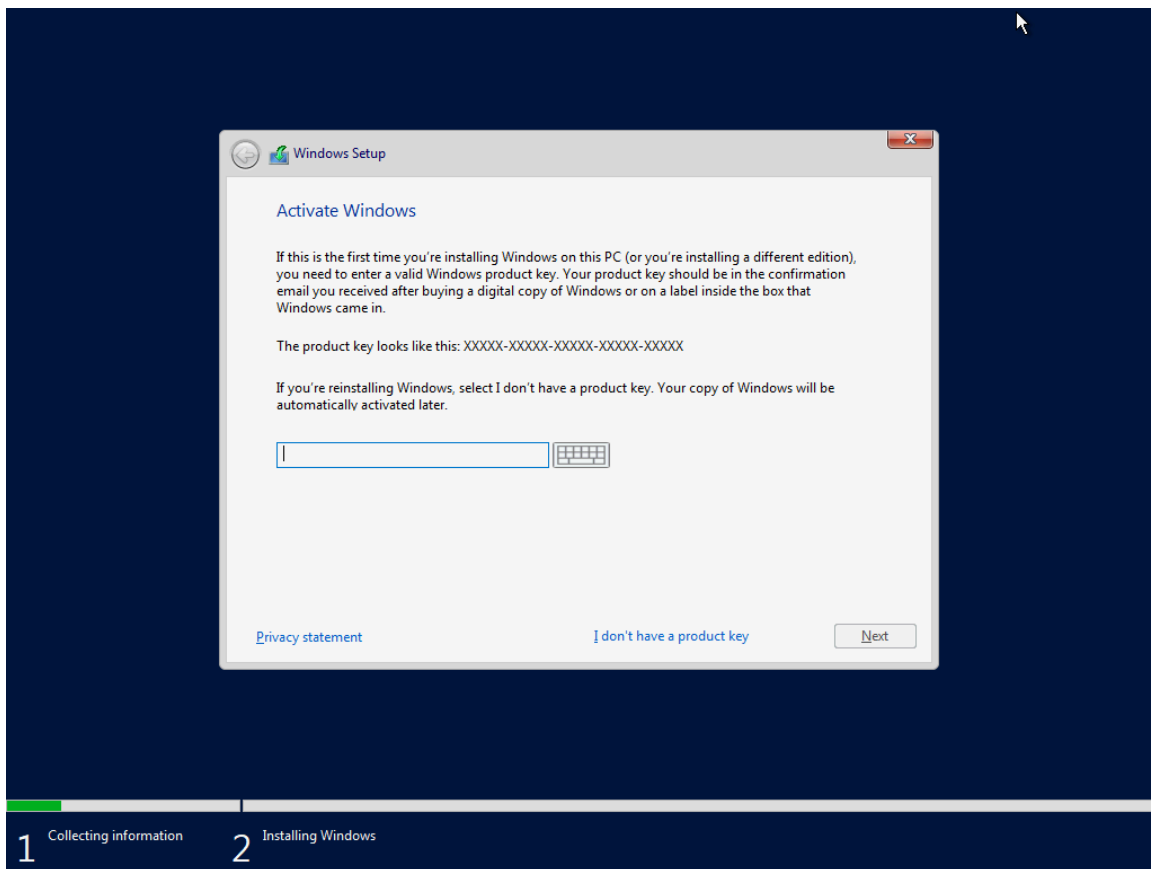 Windows Setup
Activate Windows
If this is the first time you're installing Windows on this PC (or you're installing a different edition),
you need to enter a valid Windows product key. Your product key should be in the confirmation
email you received after buying a digital copy of Windows or on a label inside the box that
Windows came in.
The product key looks like this: XXXXX-XXXXX-XXXXX-XXXXX-XXXXX
If you're reinstalling Windows, select I don't have a product key. Your copy of Windows will be
automatically activated later.
Privacy statement
I don't have a product key
Next
1 Collecting information
2 Installing Windows